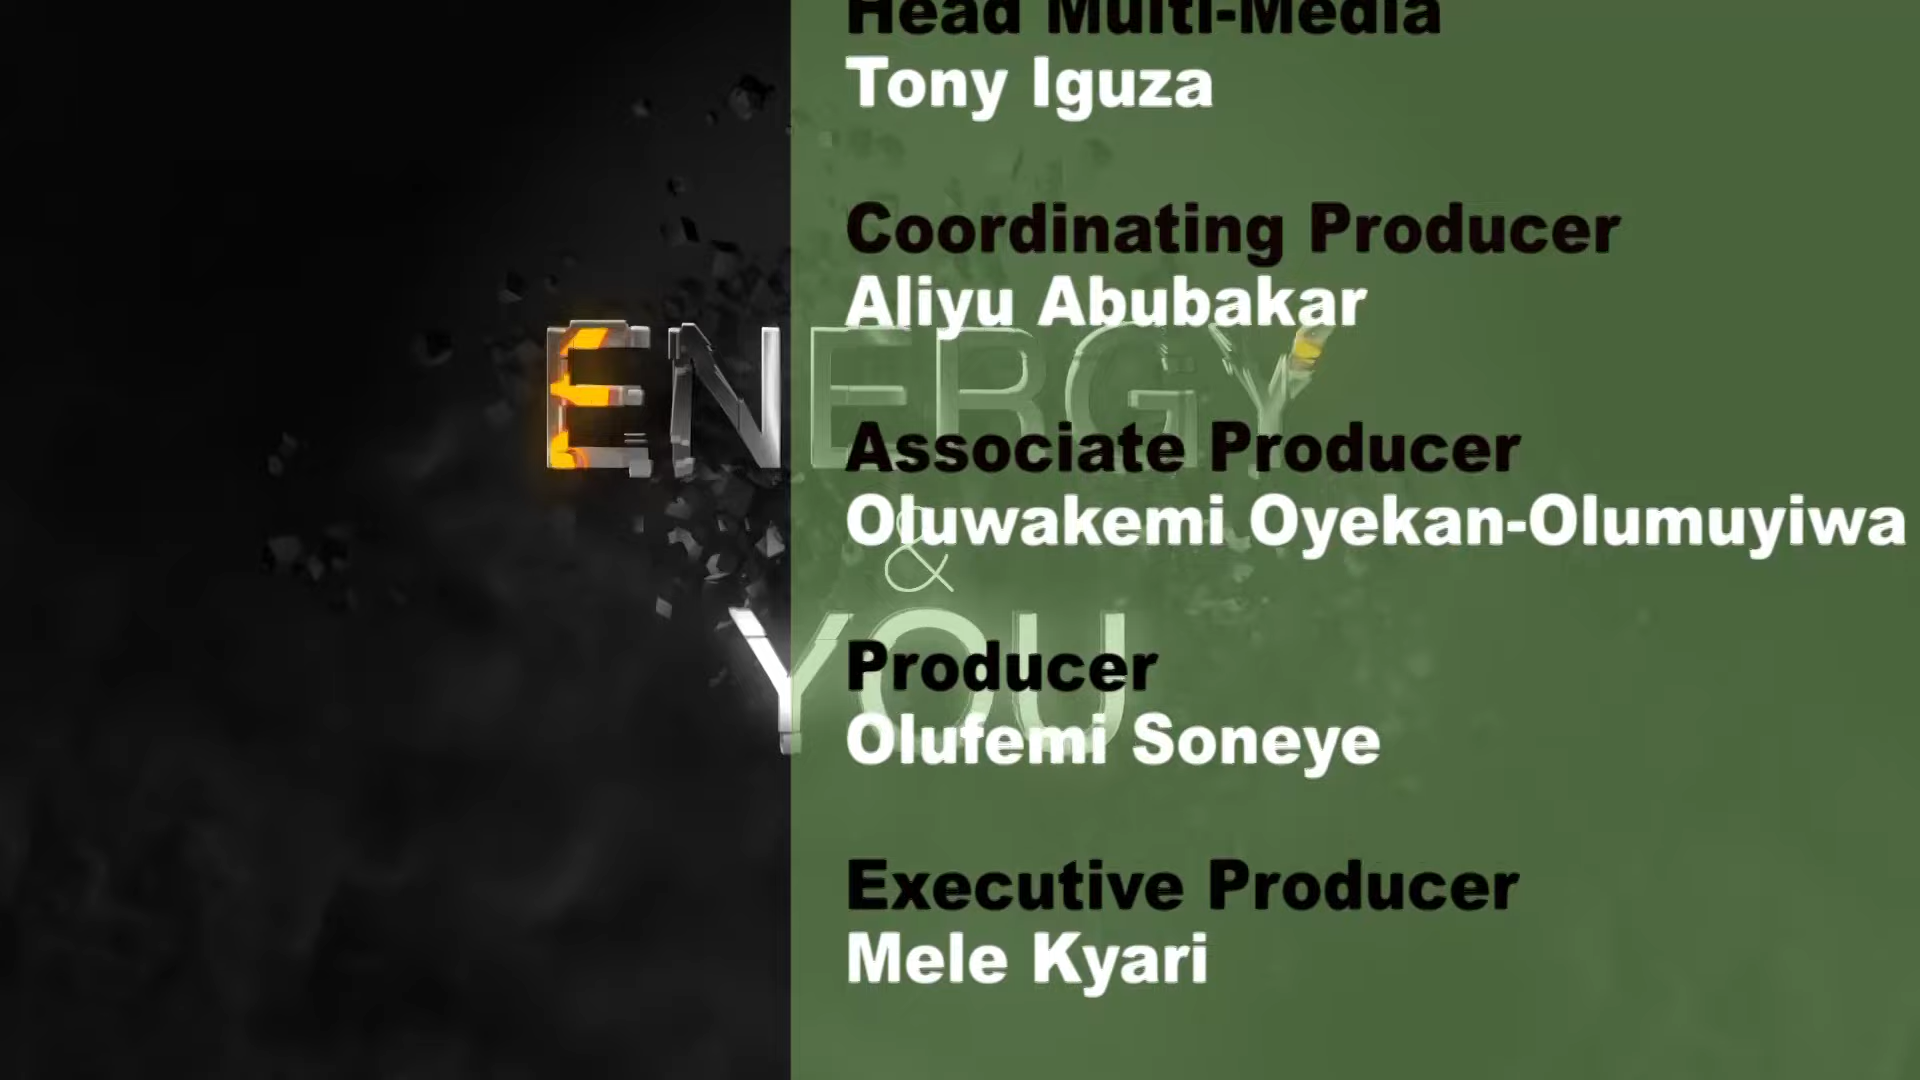 Head Multi-Media
Tony Iguza
Coordinating Producer
Aliyu Abubakar
ENERGY
Associate Producer
Oluwakemi Oyekan-Olumuyiwa
&
YOU
Producer
Olufemi Soneye
Executive Producer
Mele Kyari